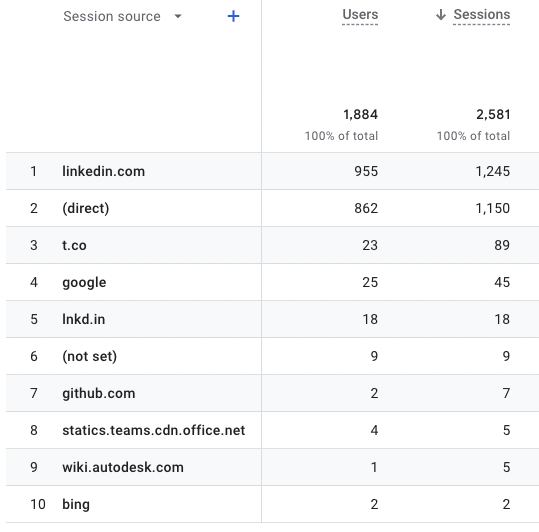 Session source + Users ↓ Sessions
1,884 2,581
100% of total 100% of total
1 linkedin.com 955 1,245
2 (direct) 862 1,150
3 t.co 23 89
4 google 25 45
5 lnkd.in 18 18
6 (not set) 9 9
7 github.com 2 7
8 statics.teams.cdn.office.net 4 5
9 wiki.autodesk.com 1 5
10 bing 2 2